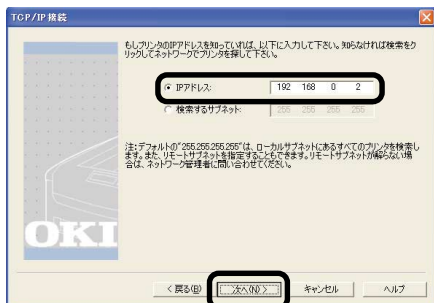 TCP/IP 接続
もしプリンタのIPアドレスを知っていれば、以下に入力して下さい。知らなければ検索をク
リックしてネットワークでプリンタを探して下さい。
IPアドレス: 192 168 0 2
検索するサブネット: 255 255 255 255
注:デフォルトの"255.255.255.255"は、ローカルサブネットにあるすべてのプリンタを検索し
ます。また、リモートサブネットを指定することもできます。リモートサブネットが解らない場
合は、ネットワーク管理者に問い合わせてください。
OKI
< 戻る(B) 次へ(N) > キャンセル ヘルプ